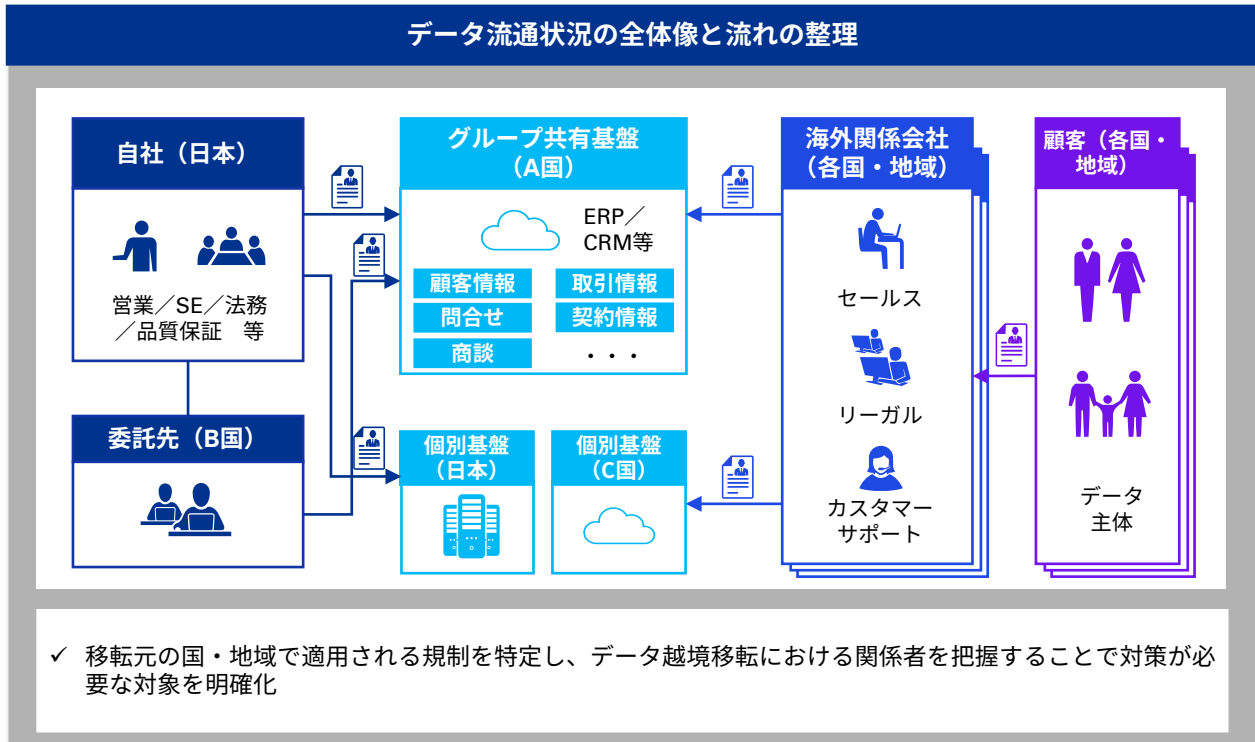 データ流通状況の全体像と流れの整理
自社（日本）
営業／SE／法務
／品質保証　等
委託先（B国）
グループ共有基盤
（A国）
ERP／
CRM等
顧客情報
取引情報
問合せ
契約情報
商談
・・・
個別基盤
（日本）
個別基盤
（C国）
海外関係会社
（各国・地域）
セールス
リーガル
カスタマー
サポート
顧客（各国・
地域）
データ
主体
✓ 移転元の国・地域で適用される規制を特定し、データ越境移転における関係者を把握することで対策が必
要な対象を明確化